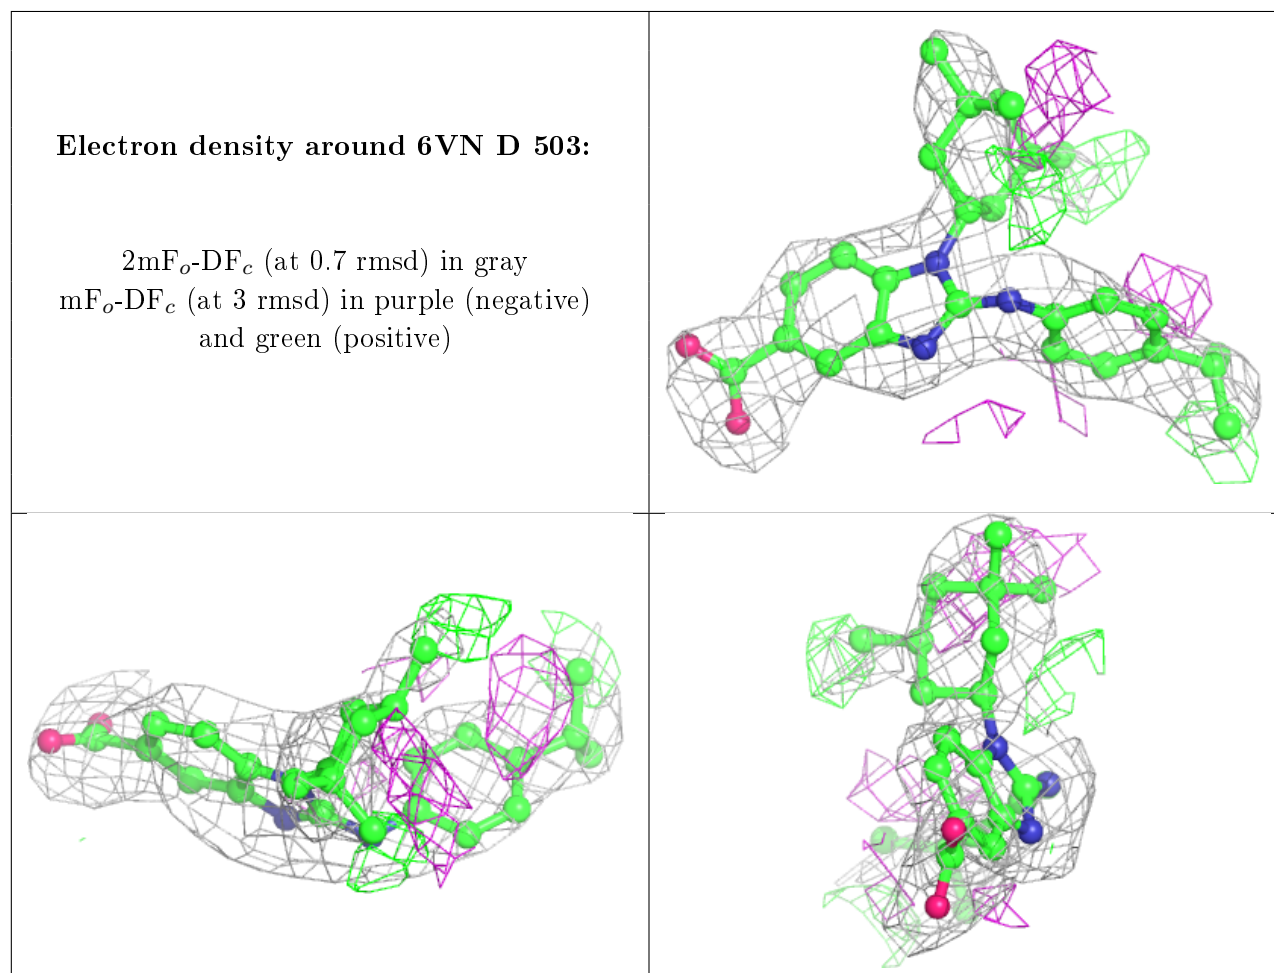 Electron density around 6VN D 503:
2mFₒ-DF𝒸 (at 0.7 rmsd) in gray
mFₒ-DF𝒸 (at 3 rmsd) in purple (negative)
and green (positive)